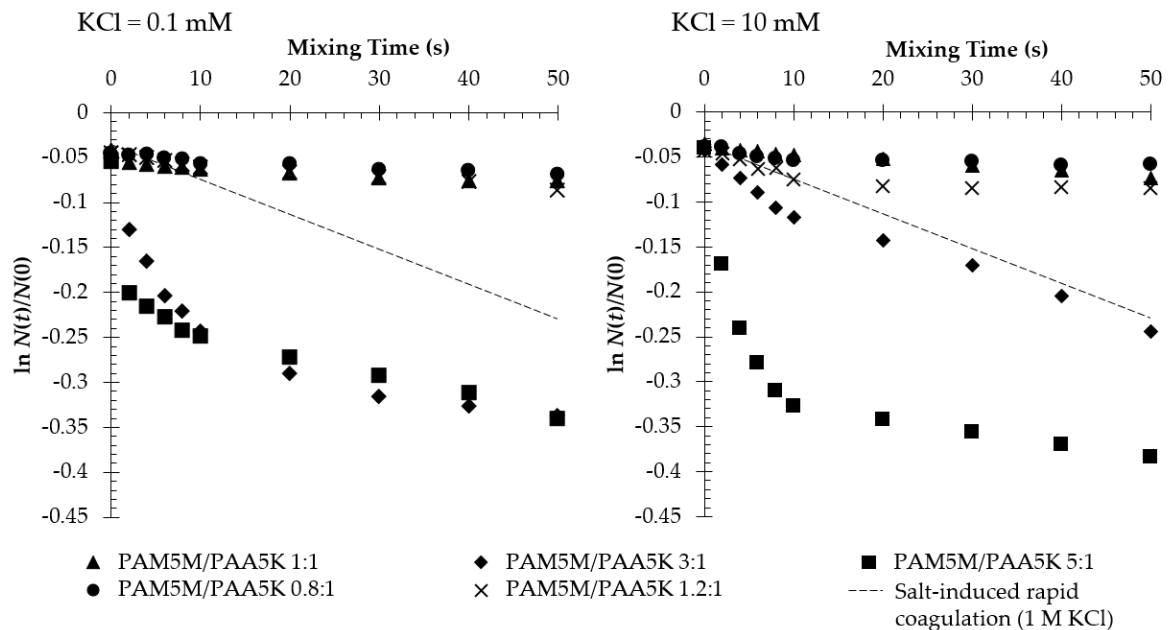 KCl = 0.1 mM
Mixing Time (s)
0 10 20 30 40 50
0
-0.05
-0.1
-0.15
-0.2
-0.25
-0.3
-0.35
-0.4
-0.45
ln N(t)/N(0)
KCl = 10 mM
Mixing Time (s)
0 10 20 30 40 50
0
-0.05
-0.1
-0.15
-0.2
-0.25
-0.3
-0.35
-0.4
-0.45
ln N(t)/N(0)
PAM5M/PAA5K 1:1
PAM5M/PAA5K 3:1
PAM5M/PAA5K 5:1
PAM5M/PAA5K 0.8:1
PAM5M/PAA5K 1.2:1
Salt-induced rapid
coagulation (1 M KCl)